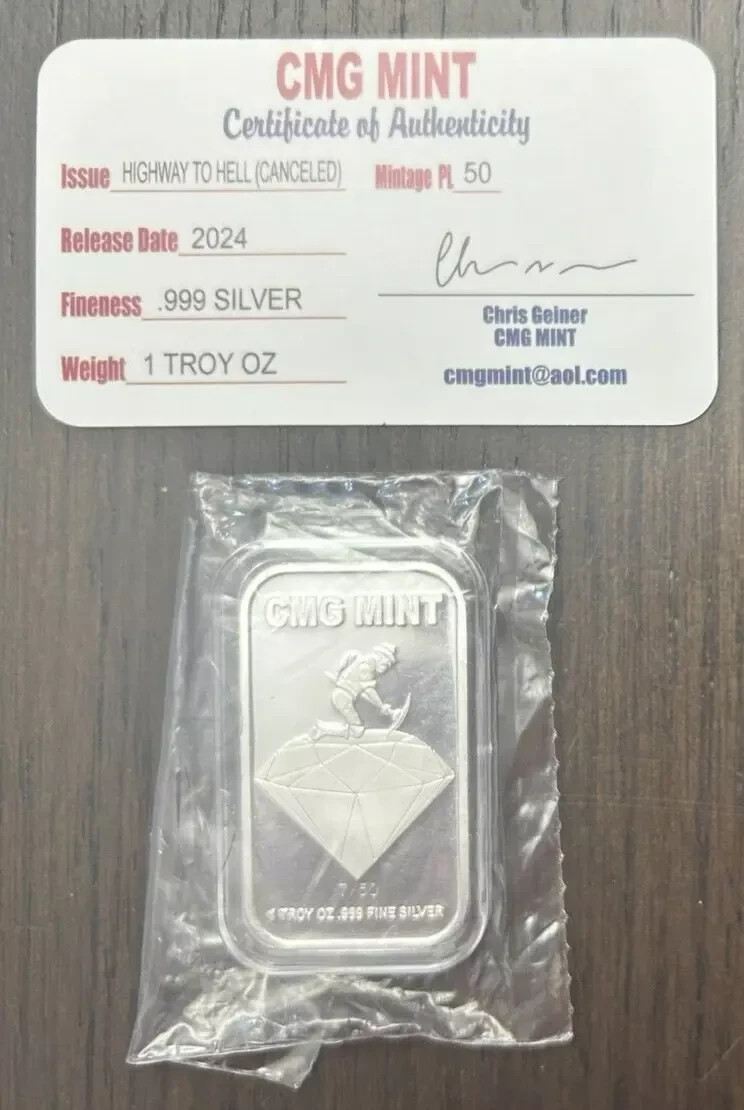 CMG MINT
Certificate of Authenticity
Issue HIGHWAY TO HELL (CANCELED) Mintage PL 50
Release Date 2024
Fineness .999 SILVER
Weight 1 TROY OZ
Chris Geiner
CMG MINT
cmgmint@aol.com
CMG MINT
7/50
1 TROY OZ .999 FINE SILVER